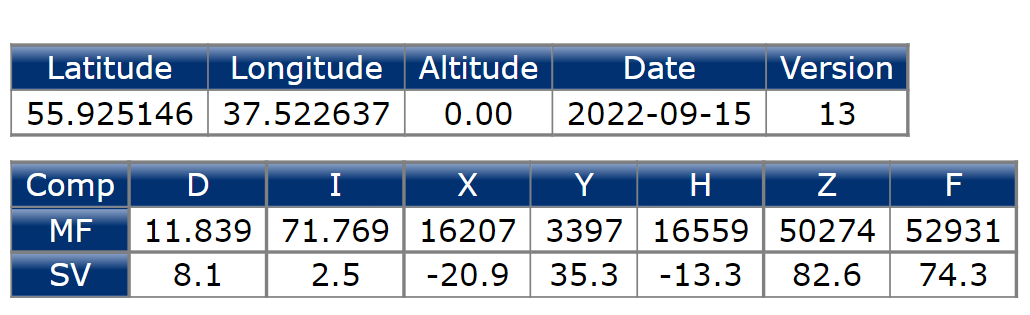 Latitude Longitude Altitude Date Version
55.925146 37.522637 0.00 2022-09-15 13
Comp D I X Y H Z F
MF 11.839 71.769 16207 3397 16559 50274 52931
SV 8.1 2.5 -20.9 35.3 -13.3 82.6 74.3